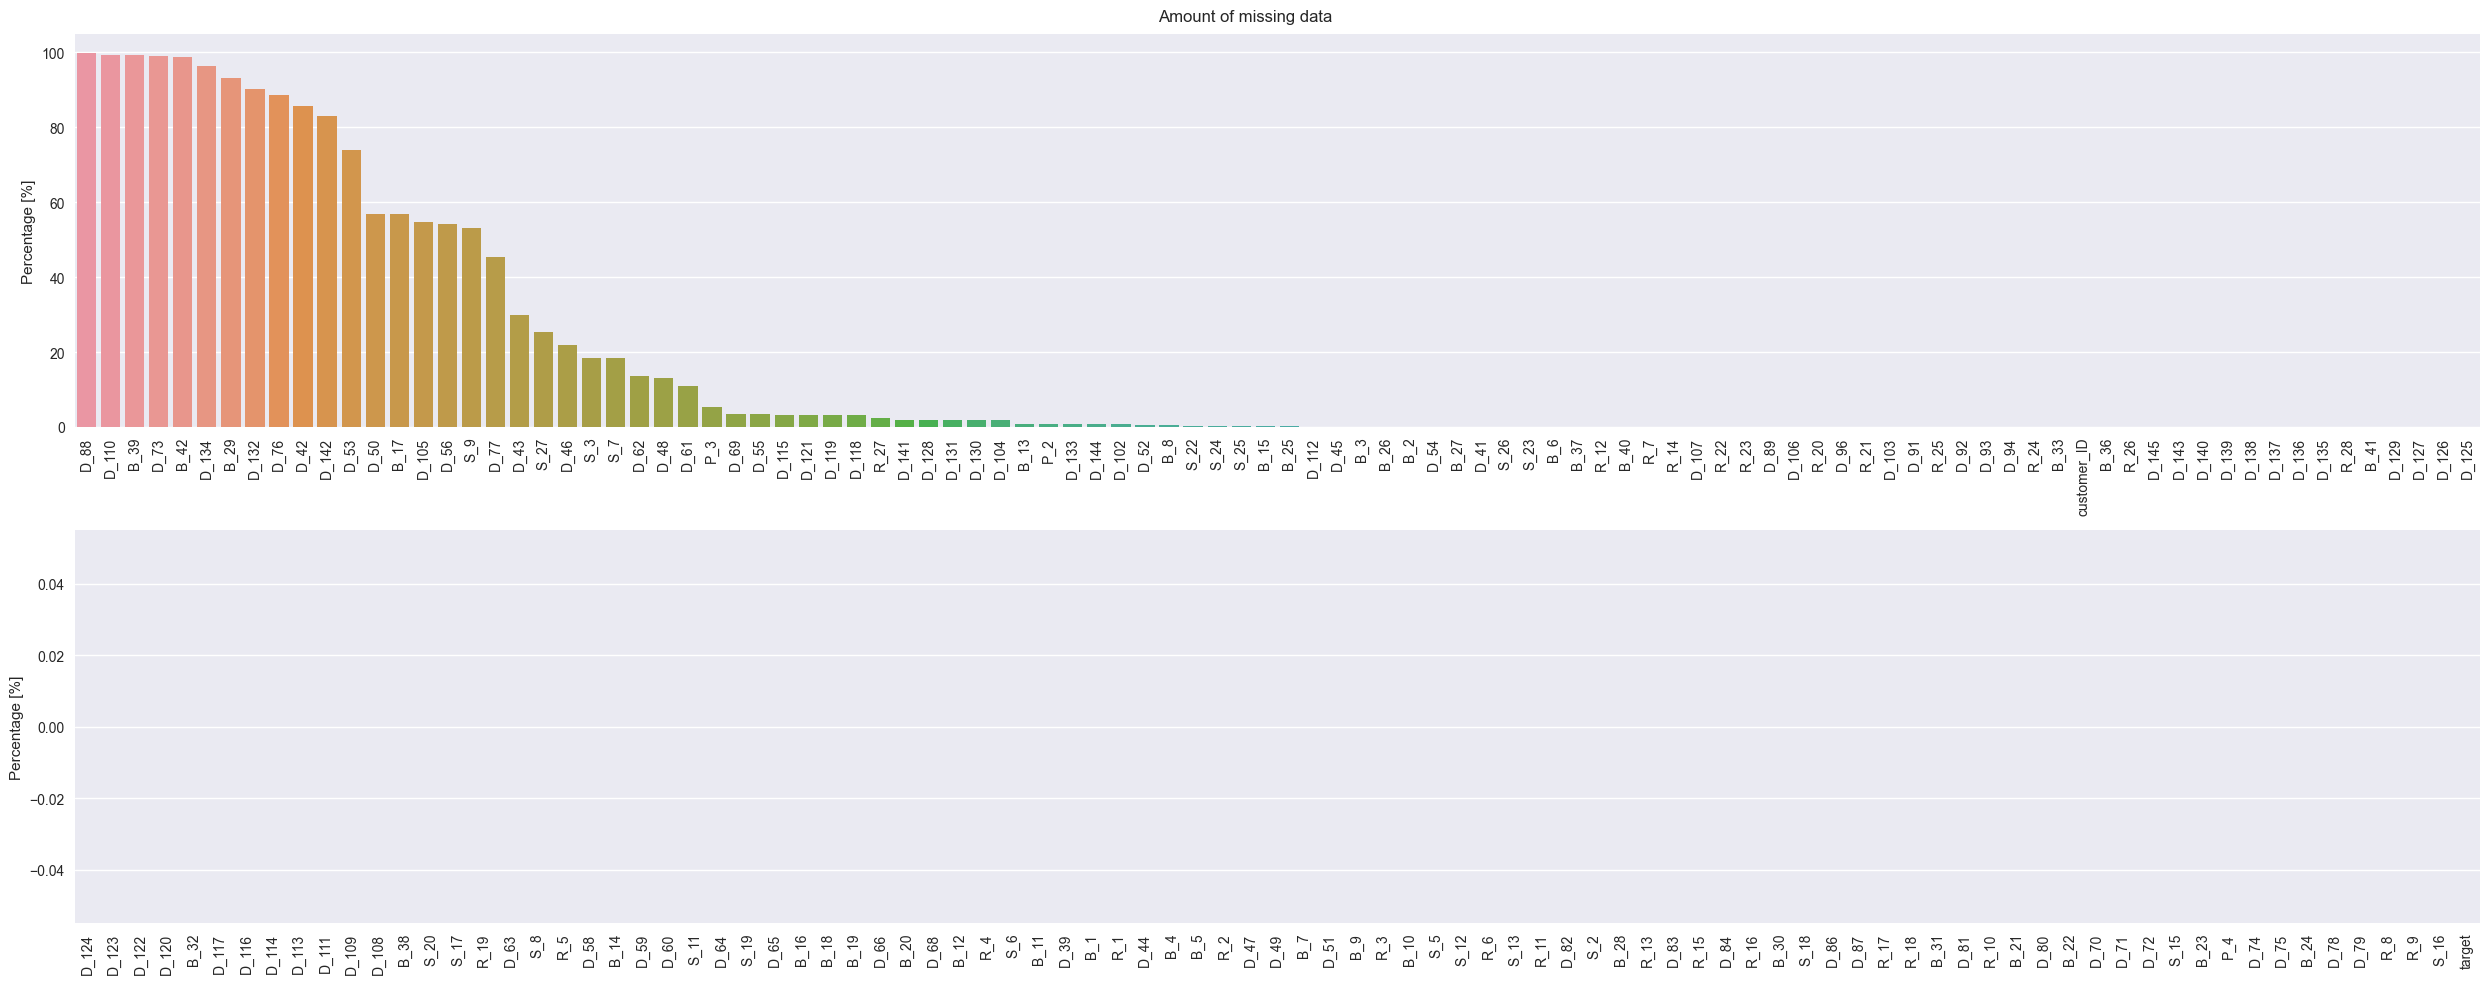 Amount of missing data
Percentage [%]
100
80
60
40
20
0
D_88 D_110 B_39 D_73 B_42 D_134 B_29 D_132 D_76 D_42 D_142 D_53 D_50 B_17 D_105 D_56 S_9 D_77 D_43 S_27 D_46 S_3 S_7 D_62 D_48 D_61 P_3 D_69 D_55 D_115 D_121 D_119 D_118 R_27 D_141 D_128 D_131 D_130 D_104 B_13 P_2 D_133 D_144 D_102 D_52 B_8 S_22 S_24 S_25 B_15 B_25 D_112 D_45 B_3 B_26 B_2 D_54 B_27 D_41 S_26 S_23 B_6 B_37 R_12 B_40 R_7 R_14 D_107 R_22 R_23 D_89 D_106 R_20 D_96 R_21 D_103 D_91 R_25 D_92 D_93 D_94 R_24 B_33 customer_ID B_36 R_26 D_145 D_143 D_140 D_139 D_138 D_137 D_136 D_135 R_28 B_41 D_129 D_127 D_126 D_125
Percentage [%]
0.04
0.02
0.00
−0.02
−0.04
D_124 D_123 D_122 D_120 B_32 D_117 D_116 D_114 D_113 D_111 D_109 D_108 B_38 S_20 S_17 R_19 D_63 S_8 R_5 D_58 B_14 D_59 D_60 S_11 D_64 S_19 D_65 B_16 B_18 B_19 D_66 B_20 D_68 B_12 R_4 S_6 B_11 D_39 B_1 R_1 D_44 B_4 B_5 R_2 D_47 D_49 B_7 D_51 B_9 R_3 B_10 S_5 S_12 R_6 S_13 R_11 D_82 S_2 B_28 R_13 D_83 R_15 D_84 R_16 B_30 S_18 D_86 D_87 R_17 R_18 B_31 D_81 R_10 B_21 D_80 B_22 D_70 D_71 D_72 S_15 B_23 P_4 D_74 D_75 B_24 D_78 D_79 R_8 R_9 S_16 target